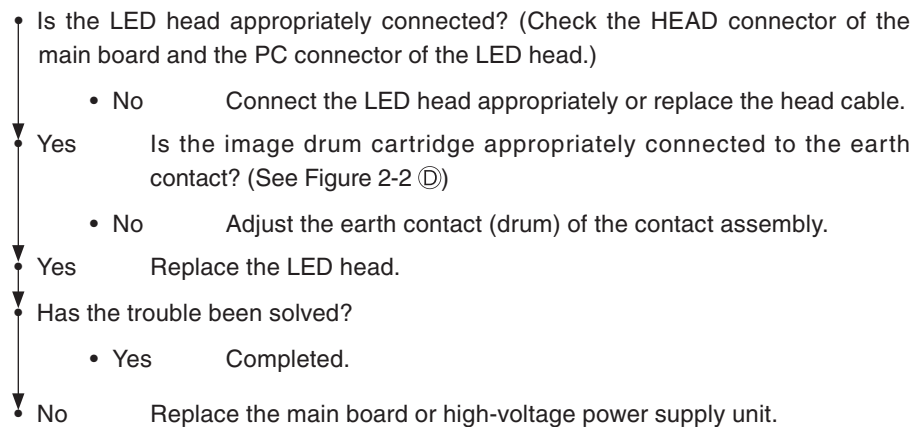 • Is the LED head appropriately connected? (Check the HEAD connector of the
main board and the PC connector of the LED head.)
• No Connect the LED head appropriately or replace the head cable.
• Yes Is the image drum cartridge appropriately connected to the earth
contact? (See Figure 2-2 Ⓓ)
• No Adjust the earth contact (drum) of the contact assembly.
• Yes Replace the LED head.
• Has the trouble been solved?
• Yes Completed.
• No Replace the main board or high-voltage power supply unit.